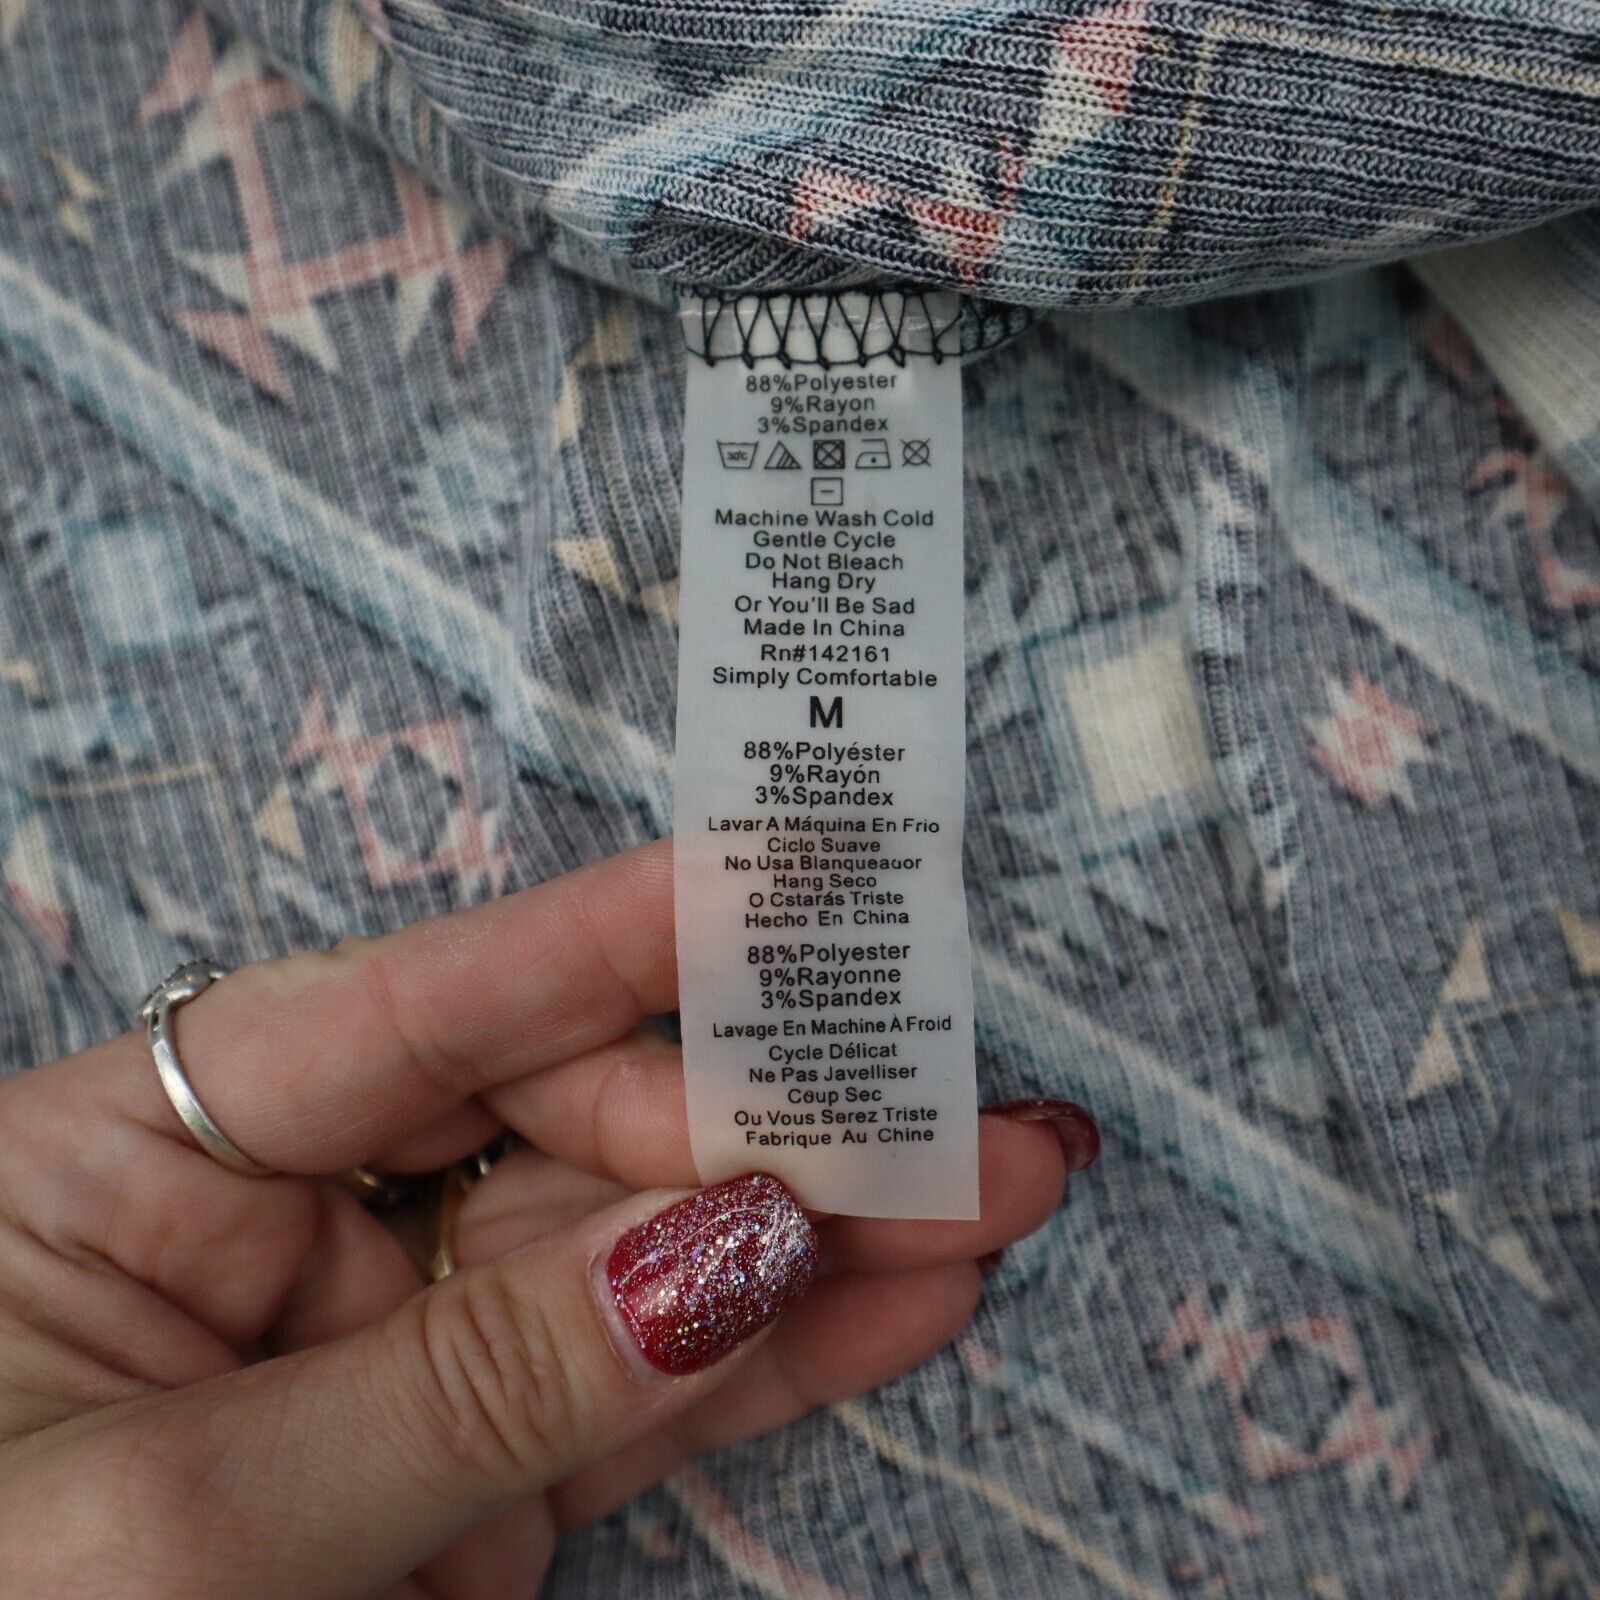 88%Polyester
9%Rayon
3%Spandex
30c
Machine Wash Cold
Gentle Cycle
Do Not Bleach
Hang Dry
Or You'll Be Sad
Made In China
Rn#142161
Simply Comfortable
M
88%Polyéster
9%Rayón
3%Spandex
Lavar A Máquina En Frio
Ciclo Suave
No Usa Blanqueador
Hang Seco
O Cstarás Triste
Hecho En China
88%Polyester
9%Rayonne
3%Spandex
Lavage En Machine À Froid
Cycle Délicat
Ne Pas Javelliser
Coup Sec
Ou Vous Serez Triste
Fabrique Au Chine